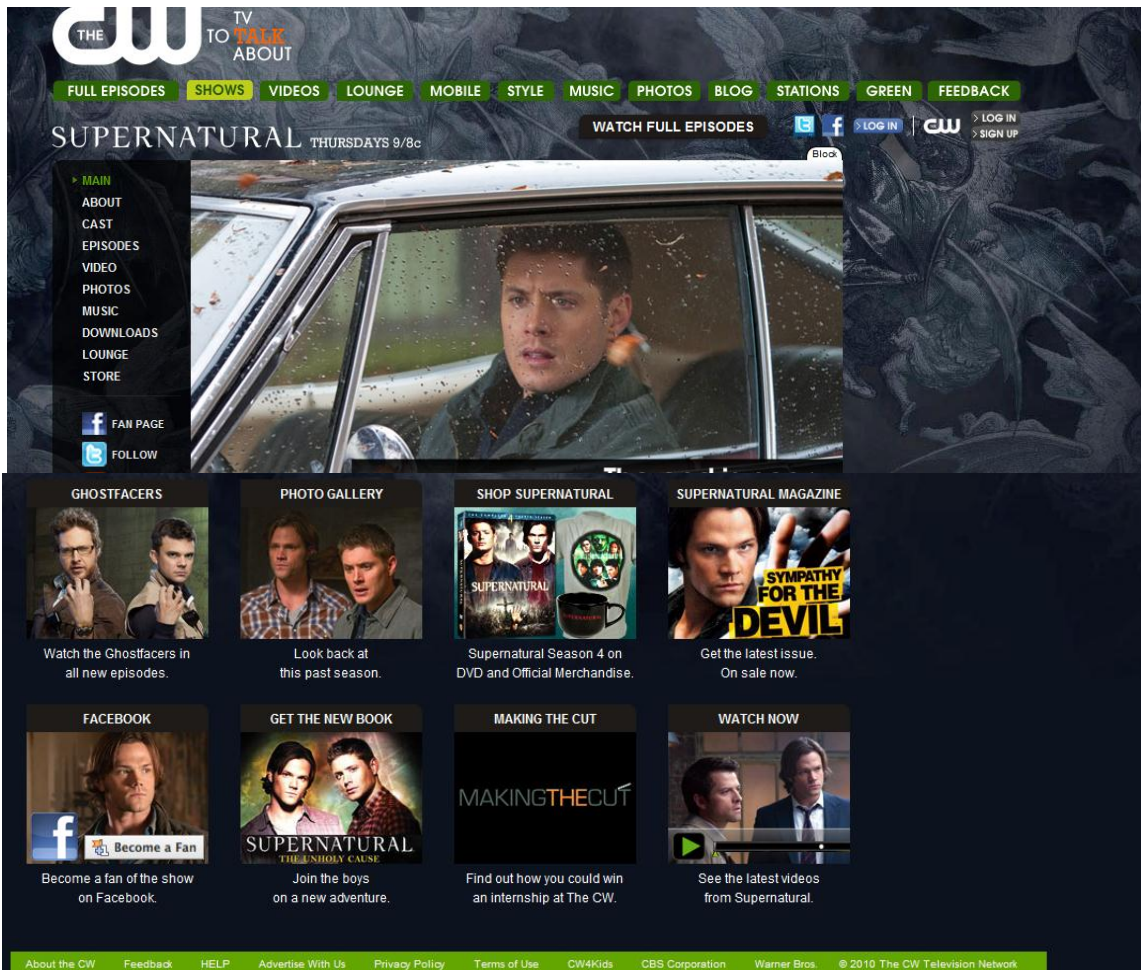 THE CW TV
TO TALK
ABOUT
FULL EPISODES SHOWS VIDEOS LOUNGE MOBILE STYLE MUSIC PHOTOS BLOG STATIONS GREEN FEEDBACK
SUPERNATURAL THURSDAYS 9/8c
WATCH FULL EPISODES
> LOG IN
CW
> LOG IN
> SIGN UP
Block
MAIN
ABOUT
CAST
EPISODES
VIDEO
PHOTOS
MUSIC
DOWNLOADS
LOUNGE
STORE
FAN PAGE
FOLLOW
GHOSTFACERS
Watch the Ghostfacers in
all new episodes.
PHOTO GALLERY
Look back at
this past season.
SHOP SUPERNATURAL
SUPERNATURAL
Supernatural Season 4 on
DVD and Official Merchandise.
SUPERNATURAL MAGAZINE
SYMPATHY
FOR THE
DEVIL
Get the latest issue.
On sale now.
FACEBOOK
Become a Fan
Become a fan of the show
on Facebook.
GET THE NEW BOOK
SUPERNATURAL
THE UNHOLY CAUSE
Join the boys
on a new adventure.
MAKING THE CUT
MAKINGTHECUT
Find out how you could win
an internship at The CW.
WATCH NOW
See the latest videos
from Supernatural.
About the CW Feedback HELP Advertise With Us Privacy Policy Terms of Use CW4Kids CBS Corporation Warner Bros. © 2010 The CW Television Network